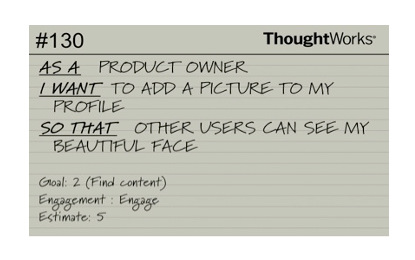 #130
ThoughtWorks®
AS A PRODUCT OWNER
I WANT TO ADD A PICTURE TO MY
PROFILE
SO THAT OTHER USERS CAN SEE MY
BEAUTIFUL FACE
Goal: 2 (Find content)
Engagement : Engage
Estimate: 5